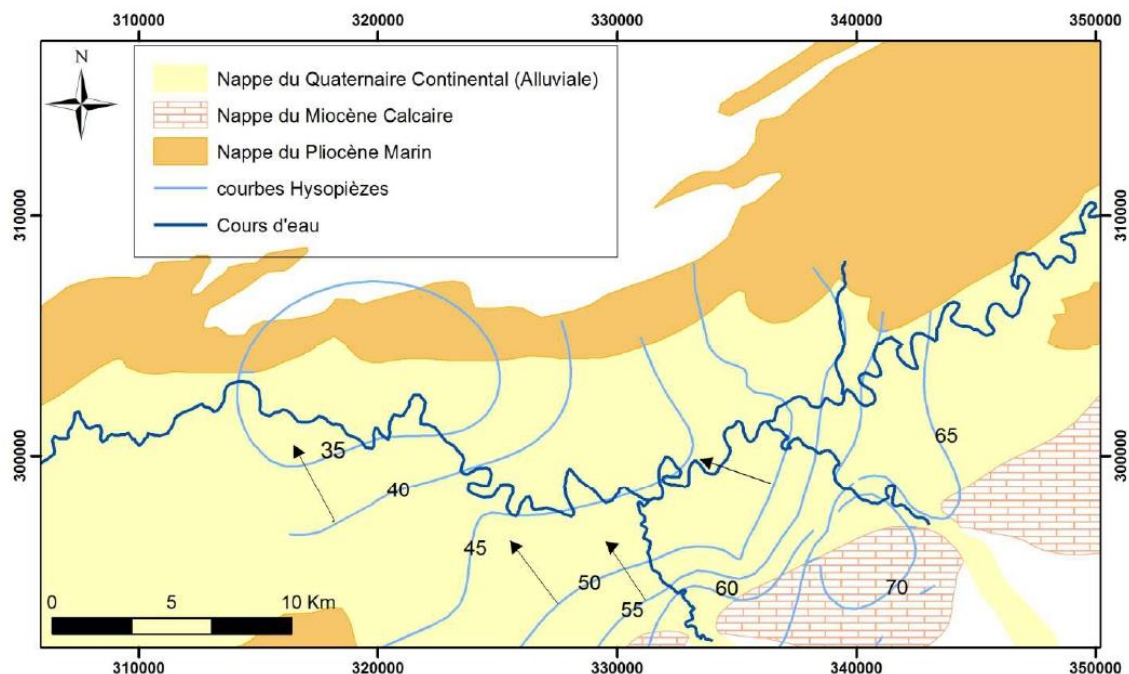 310000 320000 330000 340000 350000
N
Nappe du Quaternaire Continental (Alluviale)
Nappe du Miocène Calcaire
Nappe du Pliocène Marin
courbes Hysopièzes
Cours d'eau
310000 310000
300000 300000
65
35
40
45
50
55
60
70
0 5 10 Km
310000 320000 330000 340000 350000